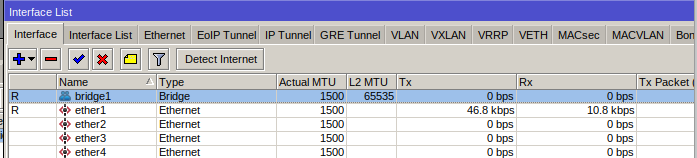 Interface List
Interface Interface List Ethernet EoIP Tunnel IP Tunnel GRE Tunnel VLAN VXLAN VRRP VETH MACsec MACVLAN Bon
Detect Internet
Name Type Actual MTU L2 MTU Tx Rx Tx Packet (
R bridge1 Bridge 1500 65535 0 bps 0 bps
R ether1 Ethernet 1500 46.8 kbps 10.8 kbps
ether2 Ethernet 1500 0 bps 0 bps
ether3 Ethernet 1500 0 bps 0 bps
ether4 Ethernet 1500 0 bps 0 bps